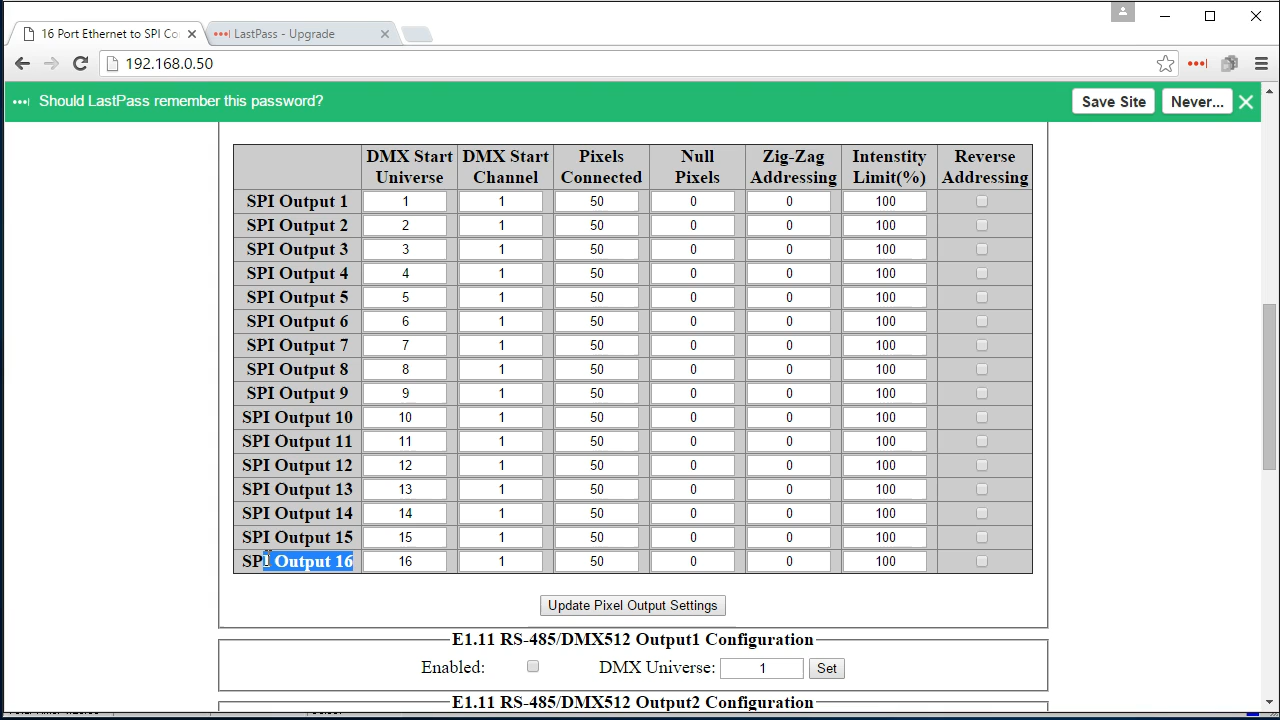 16 Port Ethernet to SPI Co
LastPass - Upgrade
192.168.0.50
Should LastPass remember this password?
Save Site
Never...
DMX Start Universe DMX Start Channel Pixels Connected Null Pixels Zig-Zag Addressing Intenstity Limit(%) Reverse Addressing
SPI Output 1 1 1 50 0 0 100
SPI Output 2 2 1 50 0 0 100
SPI Output 3 3 1 50 0 0 100
SPI Output 4 4 1 50 0 0 100
SPI Output 5 5 1 50 0 0 100
SPI Output 6 6 1 50 0 0 100
SPI Output 7 7 1 50 0 0 100
SPI Output 8 8 1 50 0 0 100
SPI Output 9 9 1 50 0 0 100
SPI Output 10 10 1 50 0 0 100
SPI Output 11 11 1 50 0 0 100
SPI Output 12 12 1 50 0 0 100
SPI Output 13 13 1 50 0 0 100
SPI Output 14 14 1 50 0 0 100
SPI Output 15 15 1 50 0 0 100
SPI Output 16 16 1 50 0 0 100
Update Pixel Output Settings
E1.11 RS-485/DMX512 Output1 Configuration
Enabled: DMX Universe: 1 Set
E1.11 RS-485/DMX512 Output2 Configuration